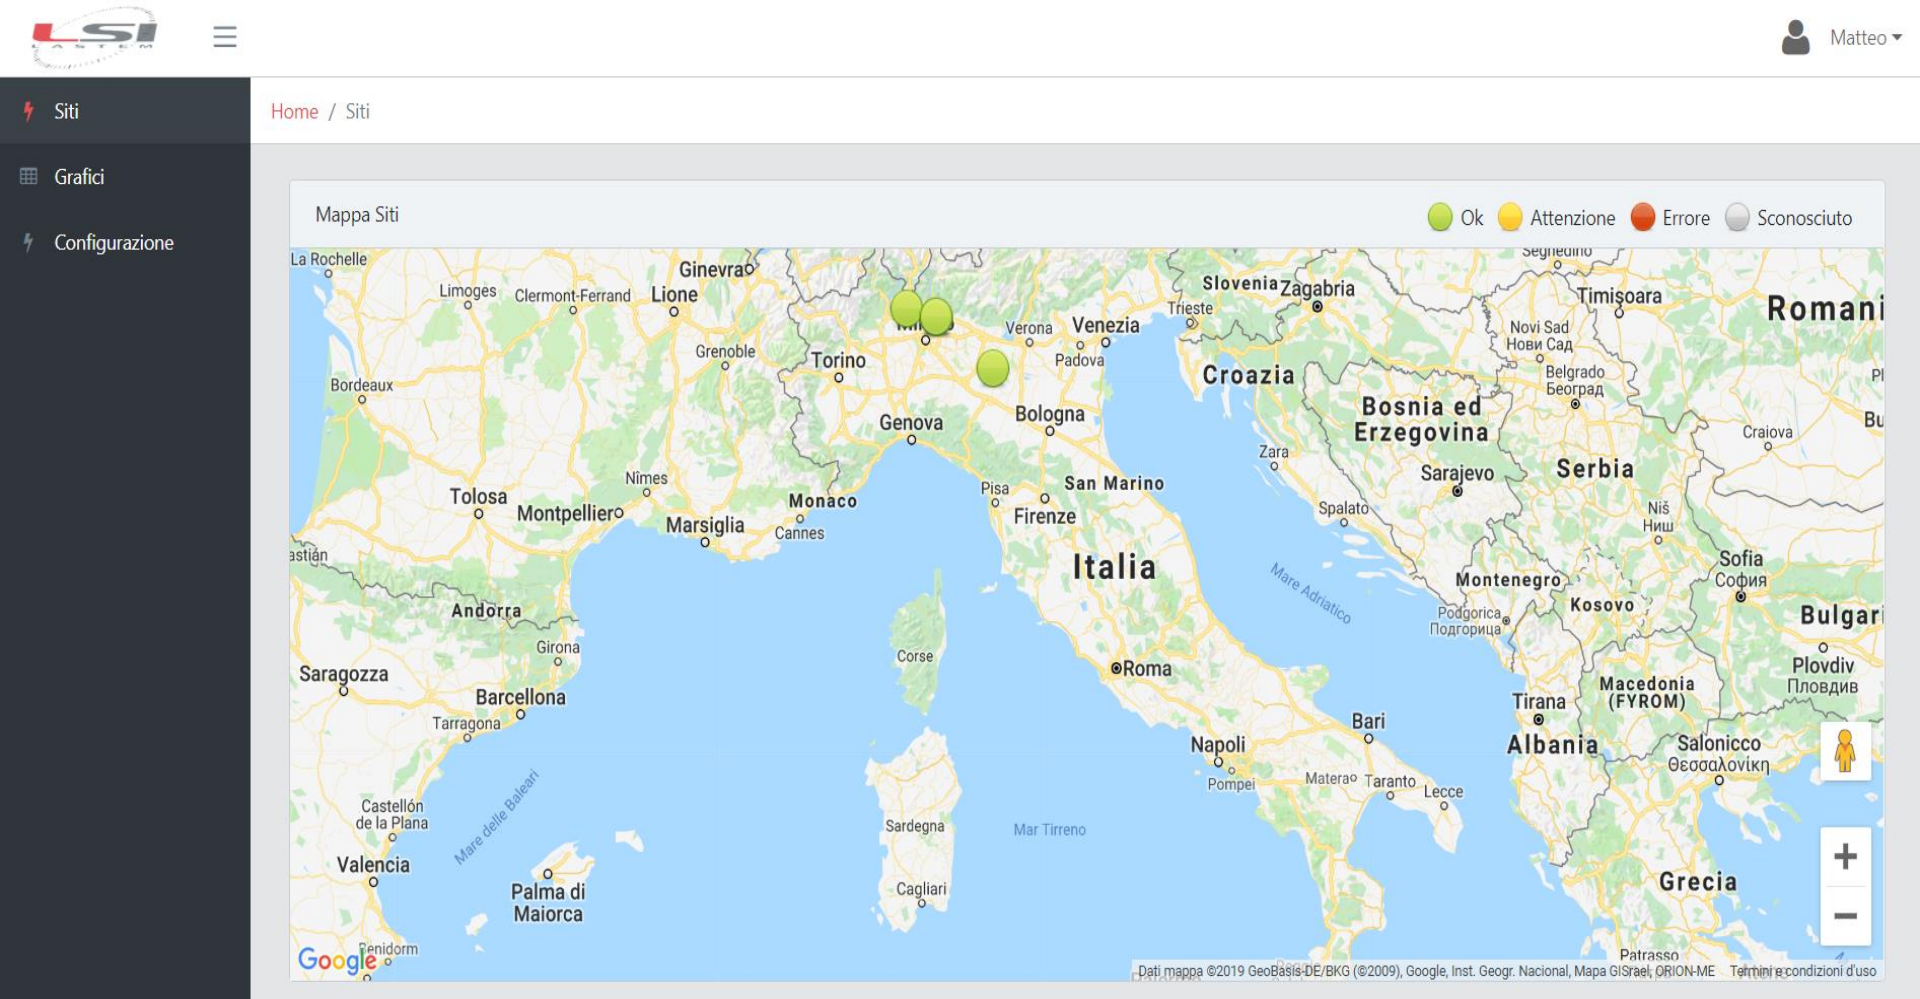 LSI
LASTEM
Matteo
Siti
Grafici
Configurazione
Home / Siti
Mappa Siti
Ok
Attenzione
Errore
Sconosciuto
La Rochelle
Limoges
Clermont-Ferrand
Ginevra
Lione
Grenoble
Bordeaux
Torino
Verona
Venezia
Padova
Genova
Bologna
Slovenia
Zagabria
Trieste
Croazia
Segnedino
Timișoara
Romani
Novi Sad
Нови Сад
Belgrado
Београд
Bosnia ed
Erzegovina
Craiova
Zara
Sarajevo
Serbia
Nîmes
Tolosa
Montpellier
Marsiglia
Monaco
Cannes
Pisa
San Marino
Firenze
Spalato
Niš
Ниш
astián
Italia
Mare Adriatico
Montenegro
Kosovo
Sofia
София
Podgorica
Подгорица
Bulgari
Andorra
Girona
Corse
Roma
Saragozza
Barcellona
Tarragona
Plovdiv
Пловдив
Macedonia
(FYROM)
Tirana
Albania
Bari
Napoli
Pompei
Matera
Taranto
Lecce
Salonicco
Θεσσαλονίκη
Castellón
de la Plana
Mare delle Baleari
Valencia
Palma di
Maiorca
Sardegna
Mar Tirreno
Cagliari
Grecia
Benidorm
Google
Patrasso
Dati mappa ©2019 GeoBasis-DE/BKG (©2009), Google, Inst. Geogr. Nacional, Mapa GISrael, ORION-ME
Termini e condizioni d'uso